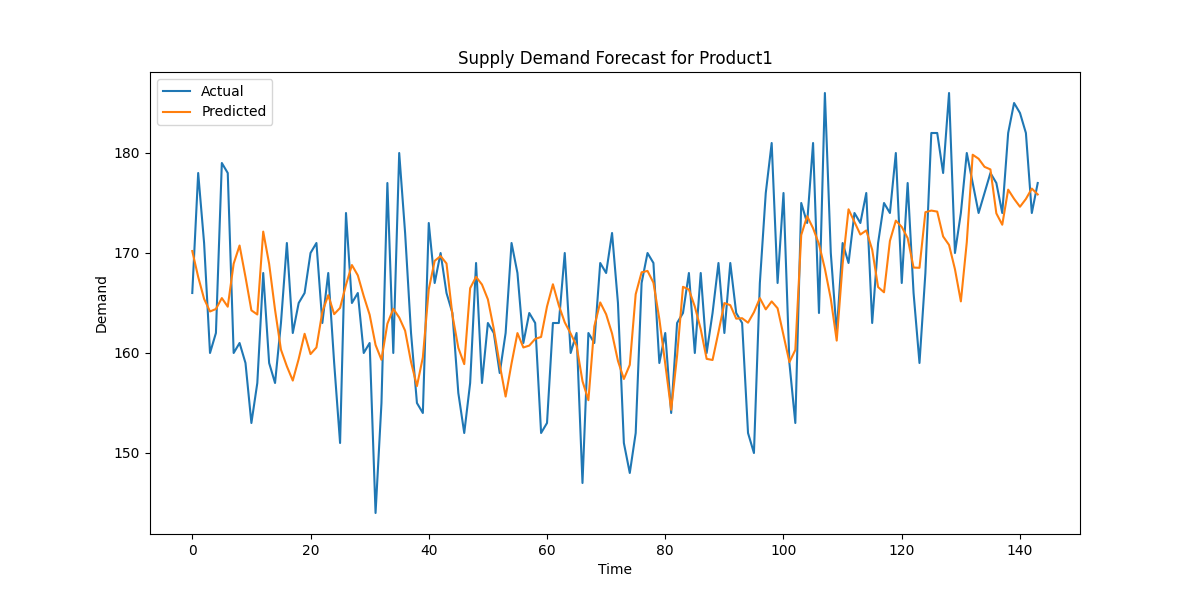 Supply Demand Forecast for Product1
Actual
Predicted
Demand
180
170
160
150
0 20 40 60 80 100 120 140
Time